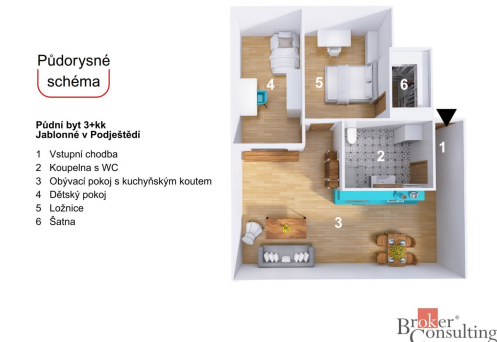 Půdorysné
schéma
Půdní byt 3+kk
Jablonné v Podještědí
1 Vstupní chodba
2 Koupelna s WC
3 Obývací pokoj s kuchyňským koutem
4 Dětský pokoj
5 Ložnice
6 Šatna
4
5
6
2
1
3
Broker®
Consulting